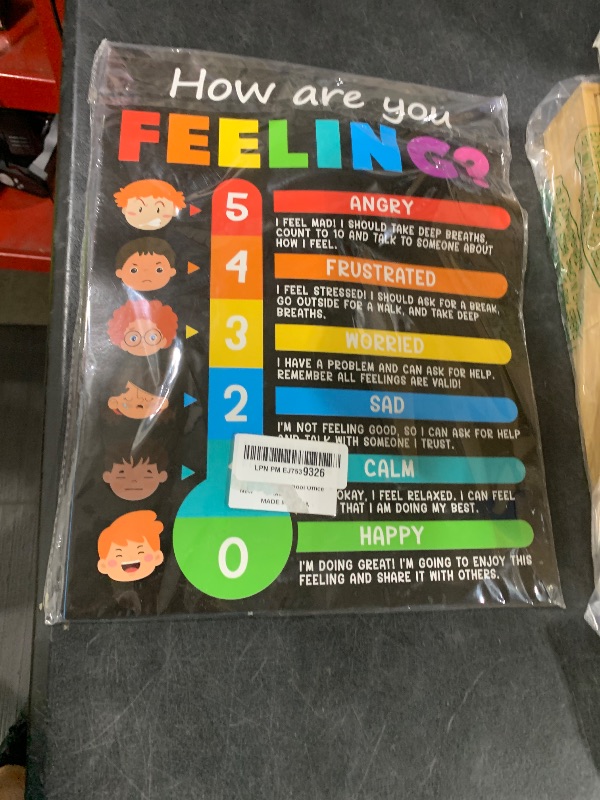 How are you
FEELING?
5
ANGRY
I FEEL MAD! I SHOULD TAKE DEEP BREATHS,
COUNT TO 10 AND TALK TO SOMEONE ABOUT
HOW I FEEL.
4
FRUSTRATED
I FEEL STRESSED! I SHOULD ASK FOR A BREAK,
GO OUTSIDE FOR A WALK, AND TAKE DEEP
BREATHS.
3
WORRIED
I HAVE A PROBLEM AND CAN ASK FOR HELP.
REMEMBER ALL FEELINGS ARE VALID!
2
SAD
I'M NOT FEELING GOOD, SO I CAN ASK FOR HELP
AND TALK WITH SOMEONE I TRUST.
LPN PM EJ7539326
MADE
CALM
OKAY, I FEEL RELAXED. I CAN FEEL
THAT I AM DOING MY BEST.
0
HAPPY
I'M DOING GREAT! I'M GOING TO ENJOY THIS
FEELING AND SHARE IT WITH OTHERS.